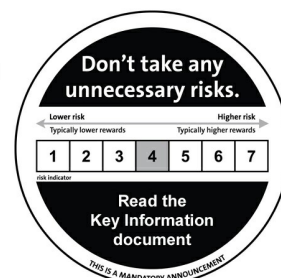 Don't take any
unnecessary risks.
Lower risk Higher risk
Typically lower rewards Typically higher rewards
1 2 3 4 5 6 7
risk indicator
Read the
Key Information
document
THIS IS A MANDATORY ANNOUNCEMENT